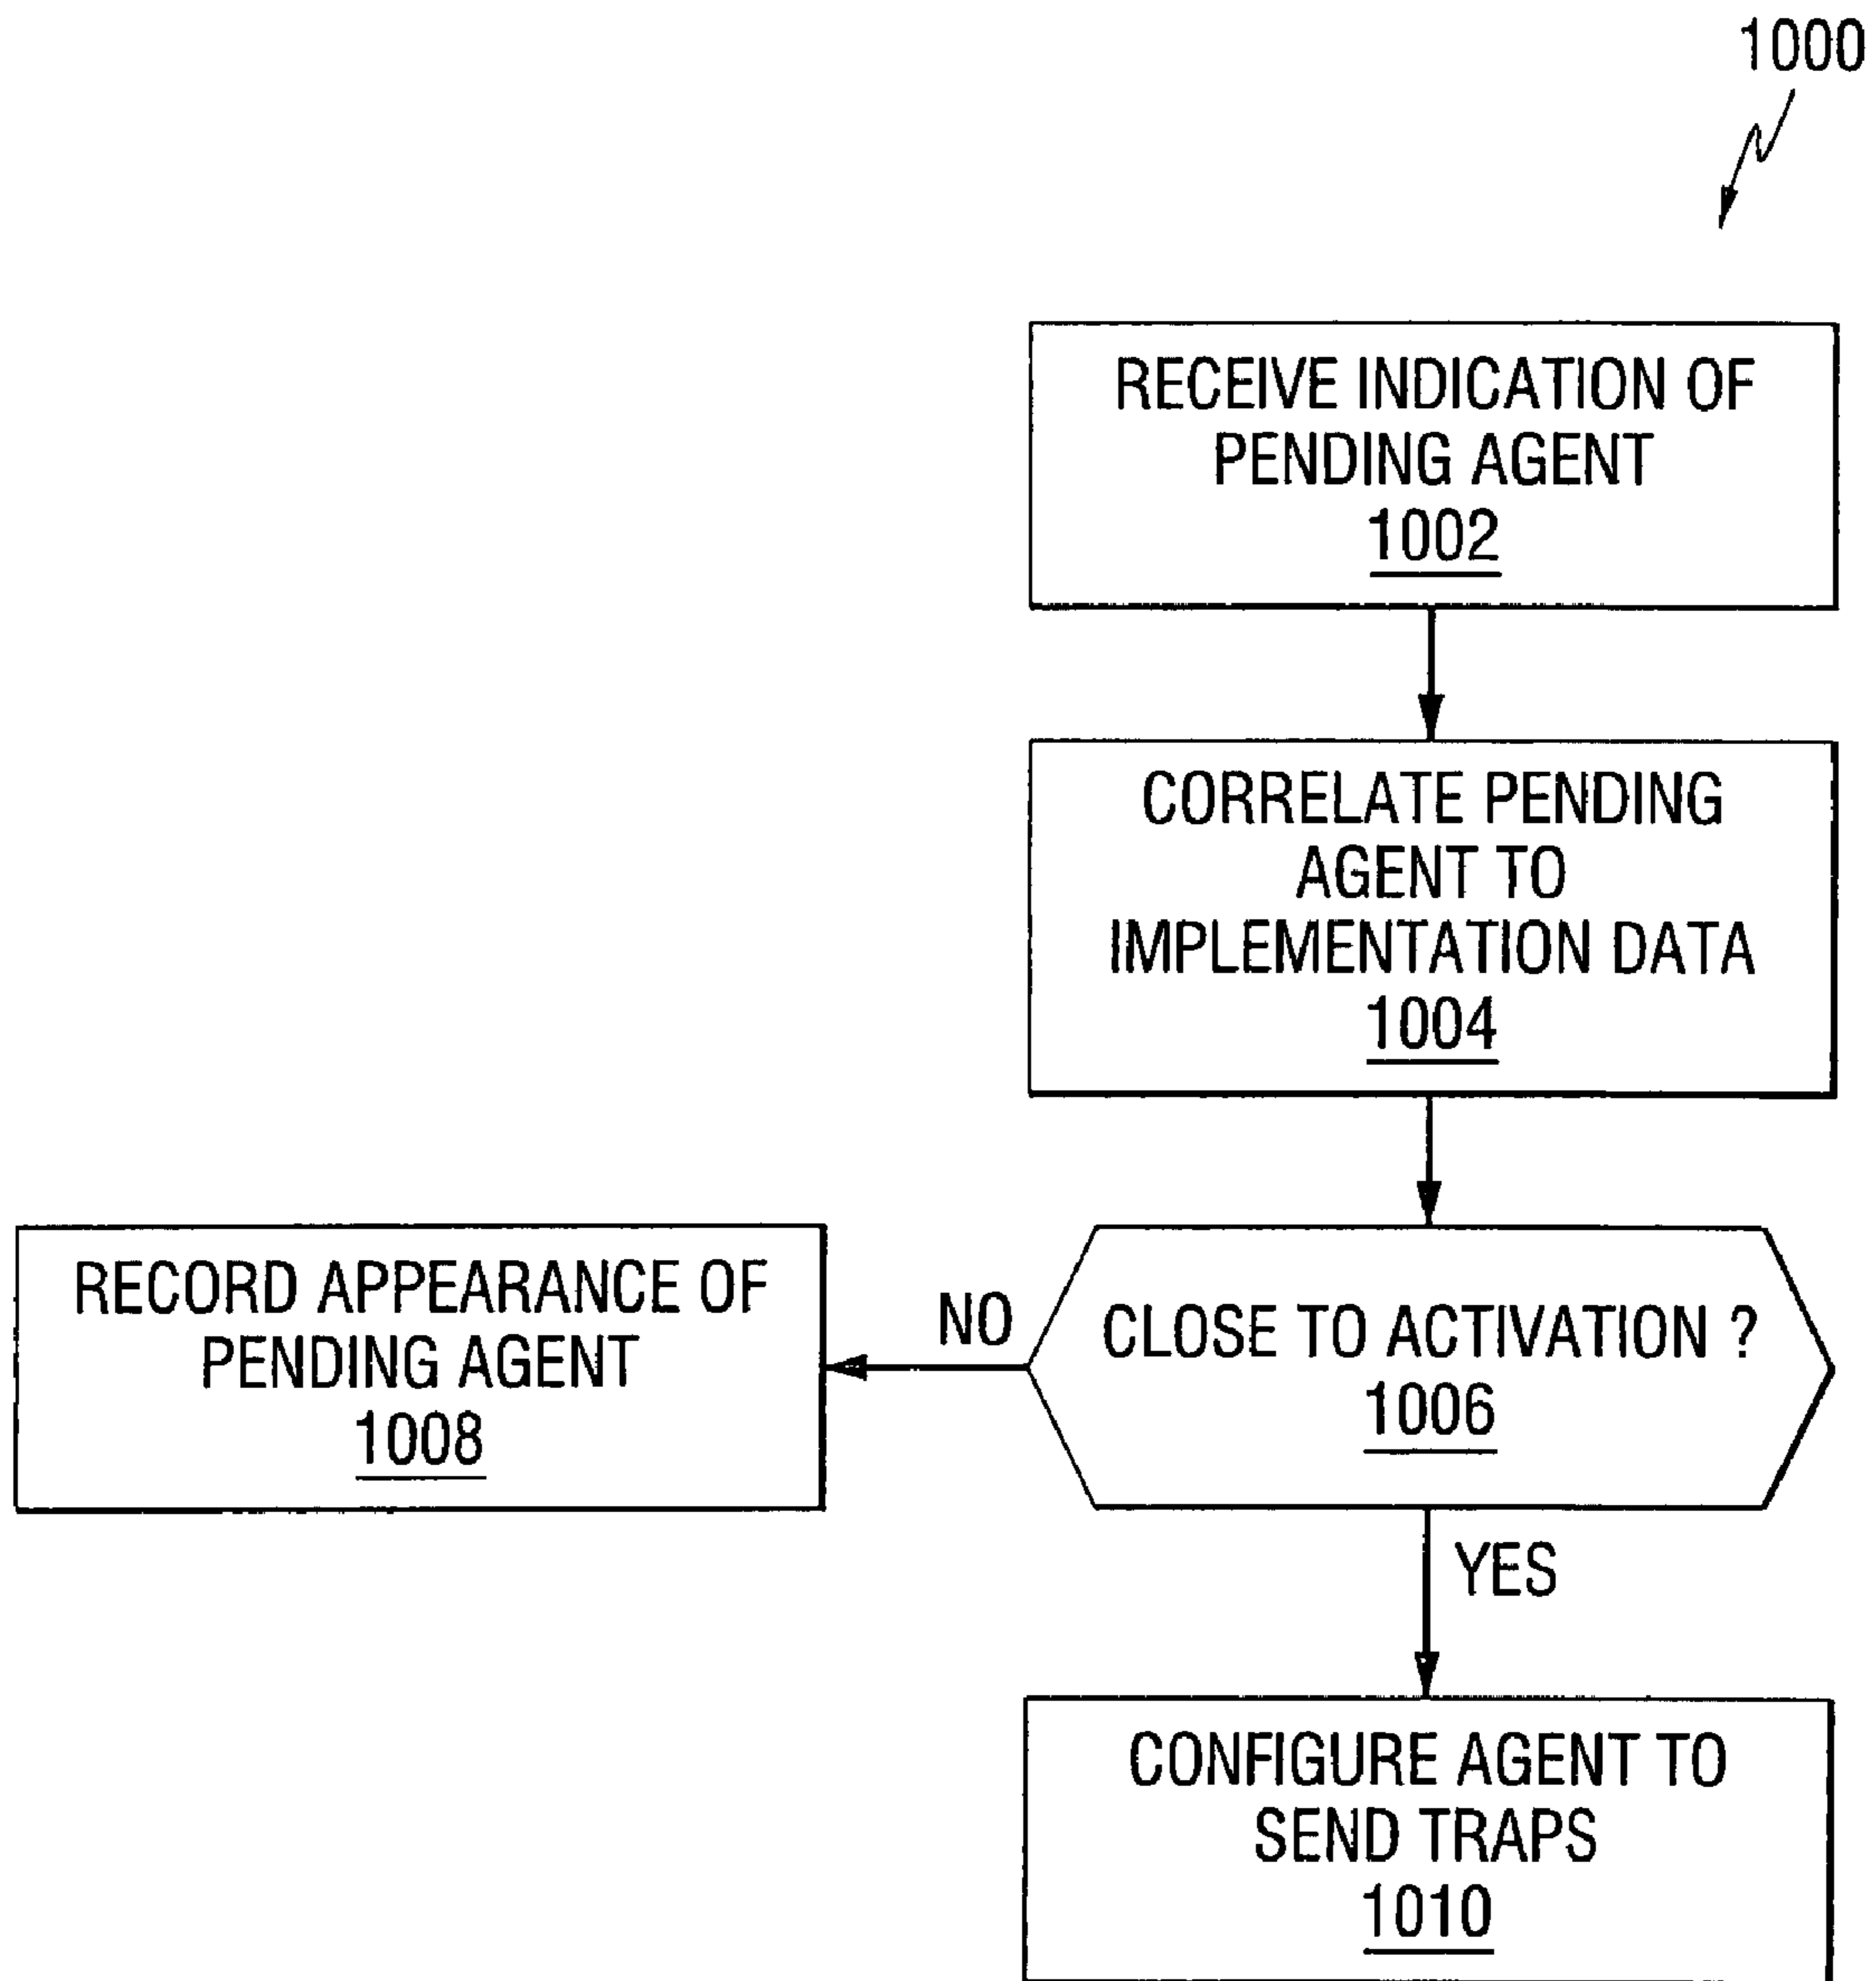 1000
RECEIVE INDICATION OF
PENDING AGENT
1002
CORRELATE PENDING
AGENT TO
IMPLEMENTATION DATA
1004
CLOSE TO ACTIVATION ?
1006
NO
RECORD APPEARANCE OF
PENDING AGENT
1008
YES
CONFIGURE AGENT TO
SEND TRAPS
1010